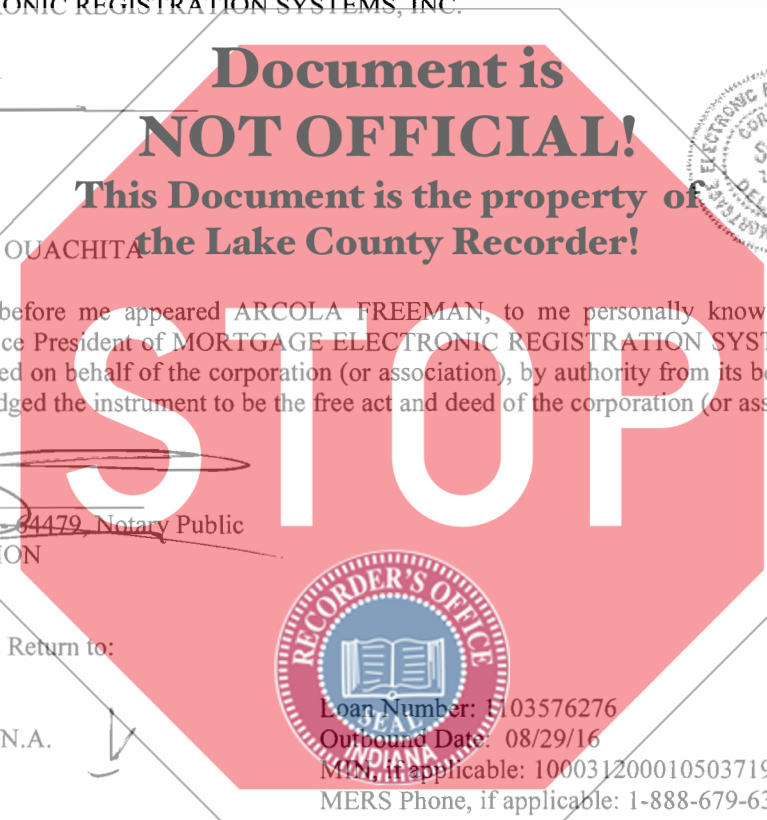 ONIC REGISTRATION SYSTEMS, INC.
Document is
NOT OFFICIAL!
This Document is the property of
the Lake County Recorder!
OUACHITA
before me appeared ARCOLA FREEMAN, to me personally know
ce President of MORTGAGE ELECTRONIC REGISTRATION SYST
ed on behalf of the corporation (or association), by authority from its bo
dged the instrument to be the free act and deed of the corporation (or ass
STOP
64479, Notary Public
ION
RECORDER'S OFFICE
SEAL
INDIANA
Return to:
N.A.
Loan Number: 1103576276
Outbound Date: 08/29/16
MIN, if applicable: 100031200010503719
MERS Phone, if applicable: 1-888-679-63